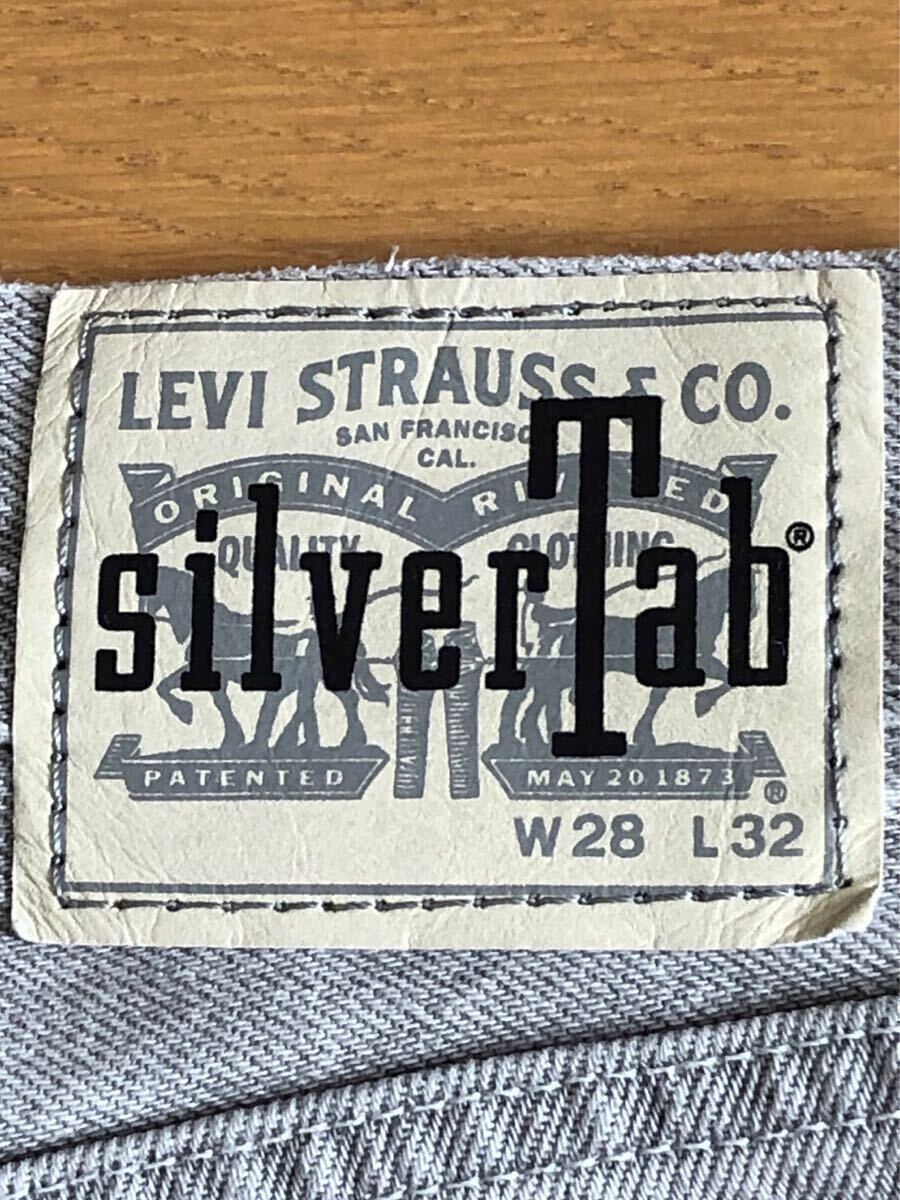 LEVI STRAUSS & CO.
SAN FRANCISCO
CAL.
ORIGINAL RIVETED
QUALITY CLOTHING
silverTab®
PATENTED MAY 20 1873 ®
W28 L32